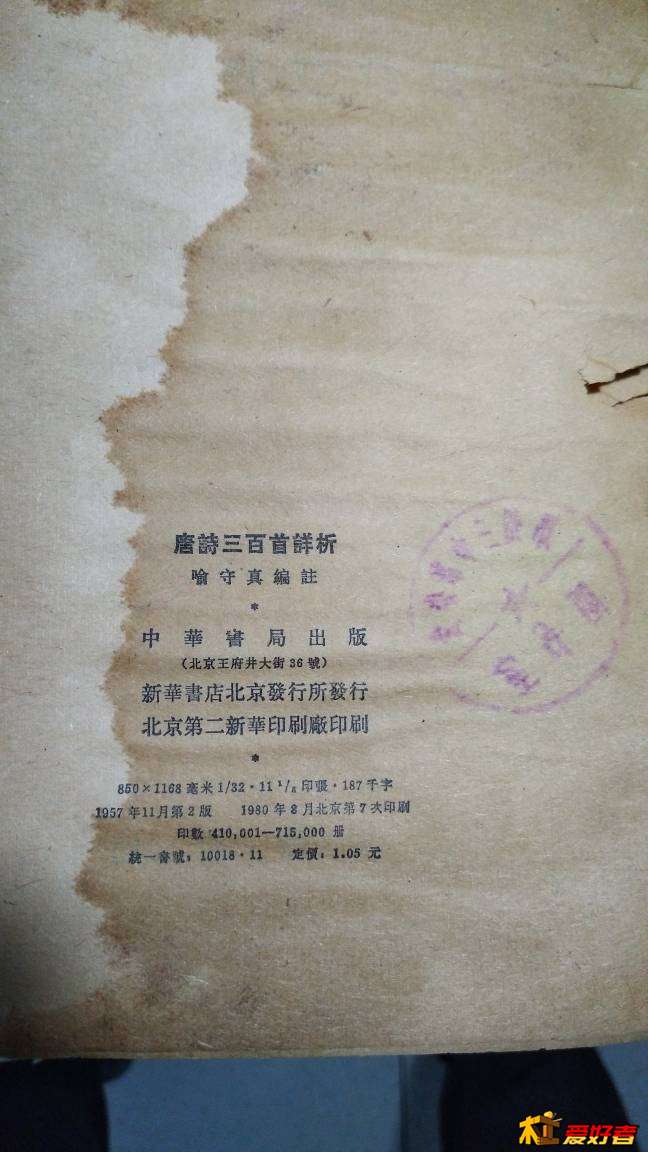 唐詩三百首詳析
喻守真編註
*
中華書局出版
(北京王府井大街36號)
新華書店北京發行所發行
北京第二新華印刷廠印刷
*
850×1168毫米1/32·11 1/8印張·187千字
1957年11月第2版 1980年8月北京第7次印刷
印數 410,001—715,000 册
統一書號:10018·11 定價:1.05 元
爱好者